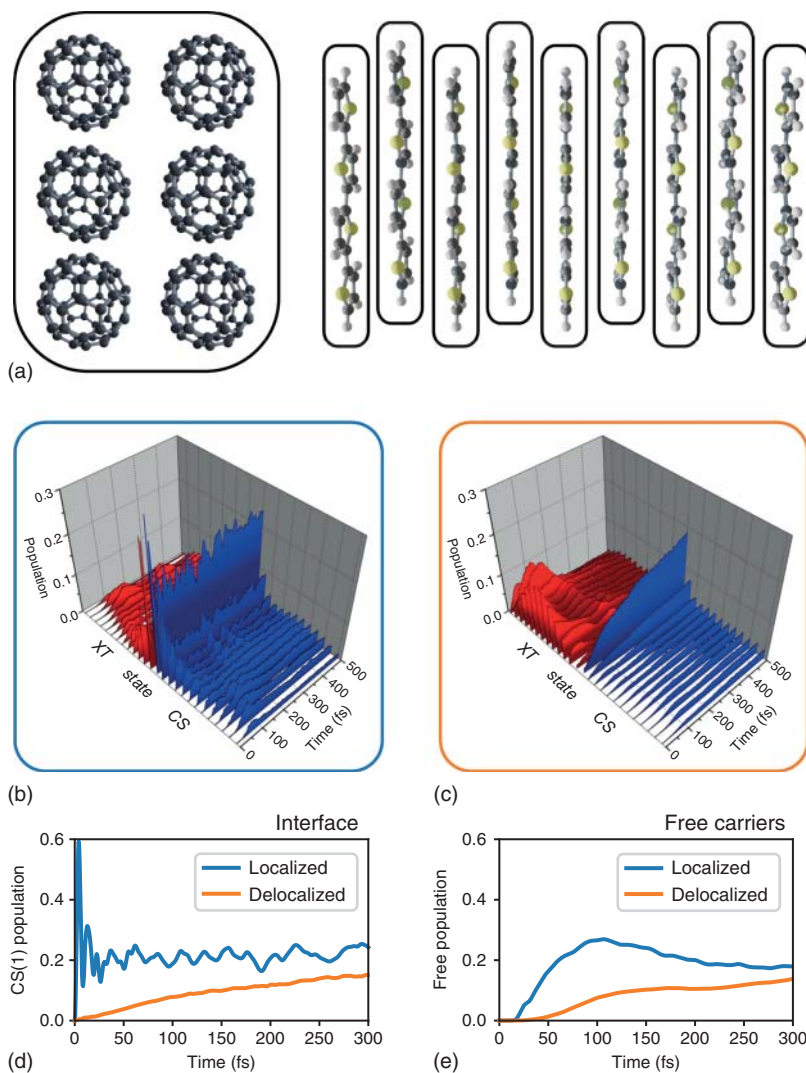 (a)
0.3
0.2
0.1
0.0
Population
XT state CS
0
100
200
300
400
500
Time (fs)
(b)
0.3
0.2
0.1
0.0
Population
XT state CS
0
100
200
300
400
500
Time (fs)
(c)
Interface
0.6
0.4
0.2
0.0
CS(1) population
Localized
Delocalized
0 50 100 150 200 250 300
Time (fs)
(d)
Free carriers
0.6
0.4
0.2
0.0
Free population
Localized
Delocalized
0 50 100 150 200 250 300
Time (fs)
(e)